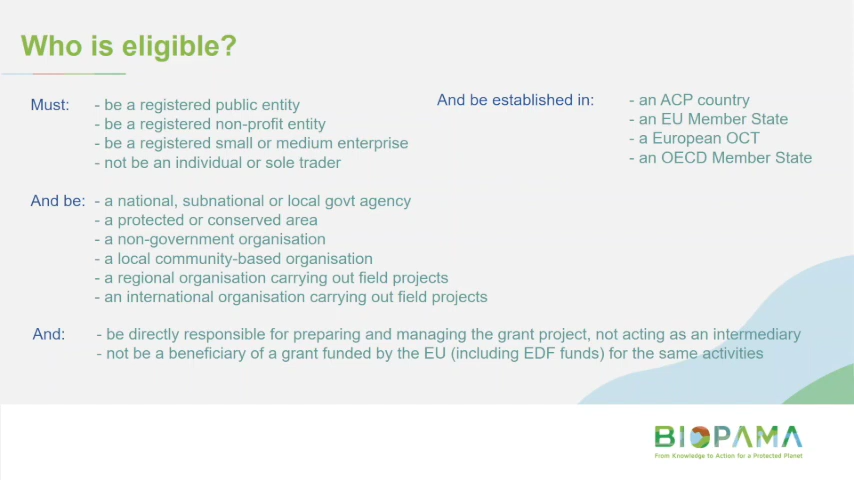 Who is eligible?
Must: - be a registered public entity
- be a registered non-profit entity
- be a registered small or medium enterprise
- not be an individual or sole trader
And be established in: - an ACP country
- an EU Member State
- a European OCT
- an OECD Member State
And be: - a national, subnational or local govt agency
- a protected or conserved area
- a non-government organisation
- a local community-based organisation
- a regional organisation carrying out field projects
- an international organisation carrying out field projects
And: - be directly responsible for preparing and managing the grant project, not acting as an intermediary
- not be a beneficiary of a grant funded by the EU (including EDF funds) for the same activities
BIOPAMA
From Knowledge to Action for a Protected Planet